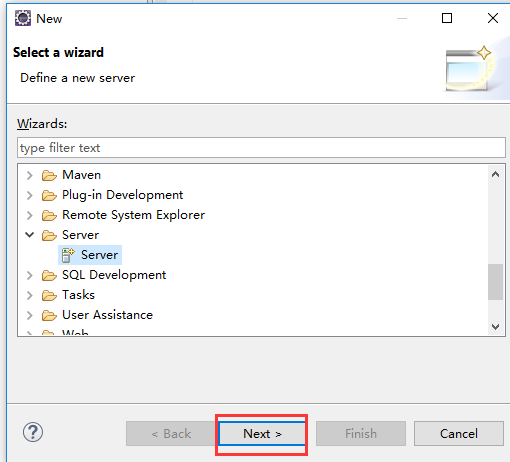 New
Select a wizard
Define a new server
Wizards:
type filter text
Maven
Plug-in Development
Remote System Explorer
Server
Server
SQL Development
Tasks
User Assistance
Web
?
< Back
Next >
Finish
Cancel